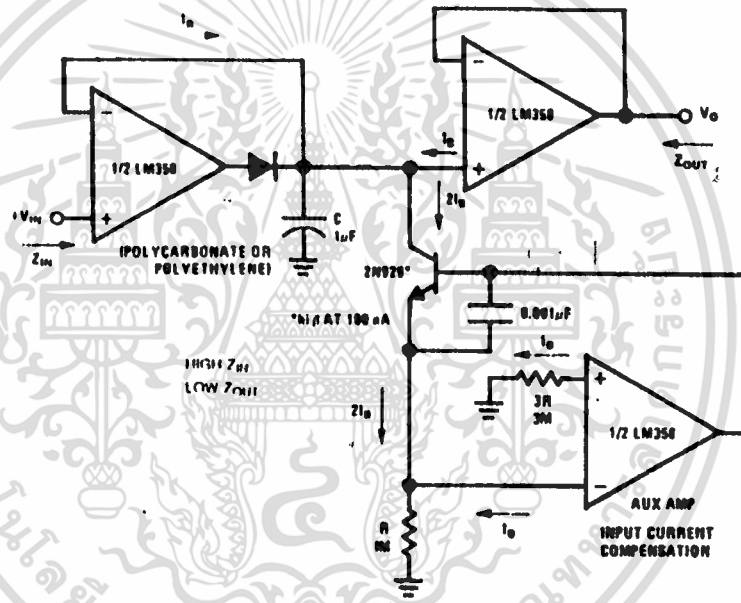 IB
1/2 LM358
+VIN
ZIN
C
1µF
(POLYCARBONATE OR
POLYETHYLENE)
1/2 LM358
VO
ZOUT
IB
2IB
2N929*
*hi β AT 100 nA
0.001µF
HIGH ZIN
LOW ZOUT
2IB
IB
3R
3M
1/2 LM358
AUX AMP
INPUT CURRENT
COMPENSATION
IB
R
1M